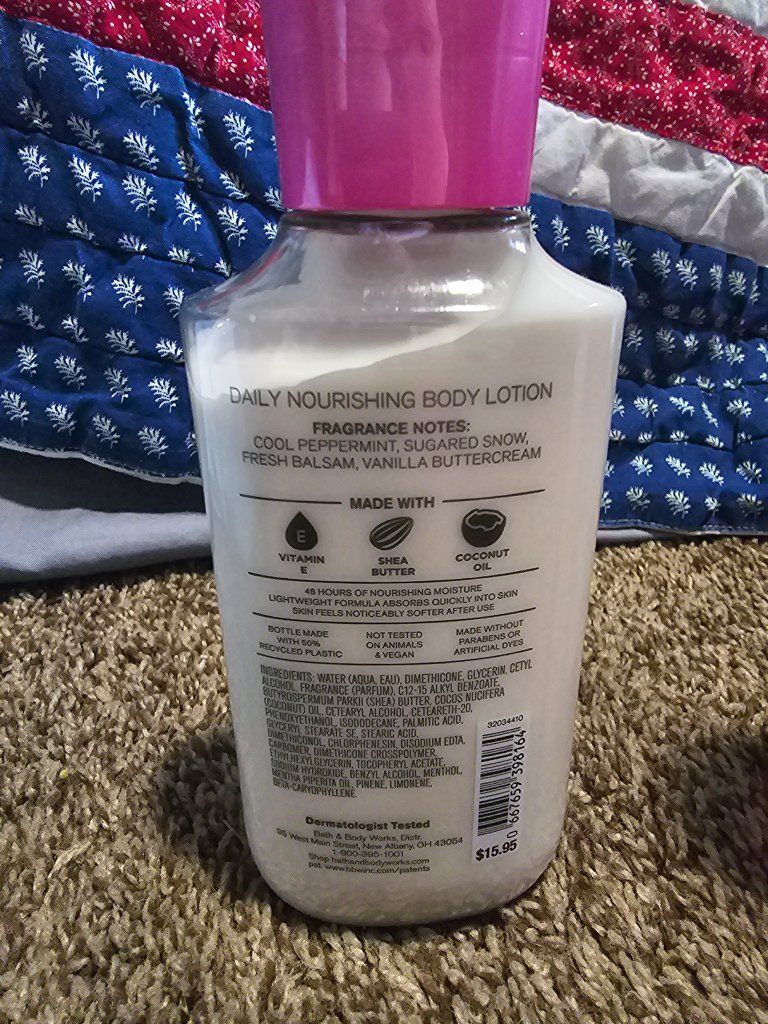 DAILY NOURISHING BODY LOTION
FRAGRANCE NOTES:
COOL PEPPERMINT, SUGARED SNOW,
FRESH BALSAM, VANILLA BUTTERCREAM
MADE WITH
E
VITAMIN
E
SHEA
BUTTER
COCONUT
OIL
48 HOURS OF NOURISHING MOISTURE
LIGHTWEIGHT FORMULA ABSORBS QUICKLY INTO SKIN
SKIN FEELS NOTICEABLY SOFTER AFTER USE
BOTTLE MADE
WITH 50%
RECYCLED PLASTIC
NOT TESTED
ON ANIMALS
& VEGAN
MADE WITHOUT
PARABENS OR
ARTIFICIAL DYES
INGREDIENTS: WATER (AQUA, EAU), DIMETHICONE, GLYCERIN, CETYL
ALCOHOL, FRAGRANCE (PARFUM), C12-15 ALKYL BENZOATE,
BUTYROSPERMUM PARKII (SHEA) BUTTER, COCOS NUCIFERA
(COCONUT) OIL, CETEARYL ALCOHOL, CETEARETH-20,
PHENOXYETHANOL, ISODODECANE, PALMITIC ACID,
GLYCERYL STEARATE SE, STEARIC ACID,
DIMETHICONOL, CHLORPHENESIN, DISODIUM EDTA,
CARBOMER, DIMETHICONE CROSSPOLYMER,
ETHYLHEXYLGLYCERIN, TOCOPHERYL ACETATE,
SODIUM HYDROXIDE, BENZYL ALCOHOL, MENTHOL,
MENTHA PIPERITA OIL, PINENE, LIMONENE,
BETA-CARYOPHYLLENE.
32034410
0 667659 398164
$15.95
Dermatologist Tested
Bath & Body Works, Distr.
95 West Main Street, New Albany, OH 43054
1-800-395-1001
Shop bathandbodyworks.com
pat. www.bbwinc.com/patents